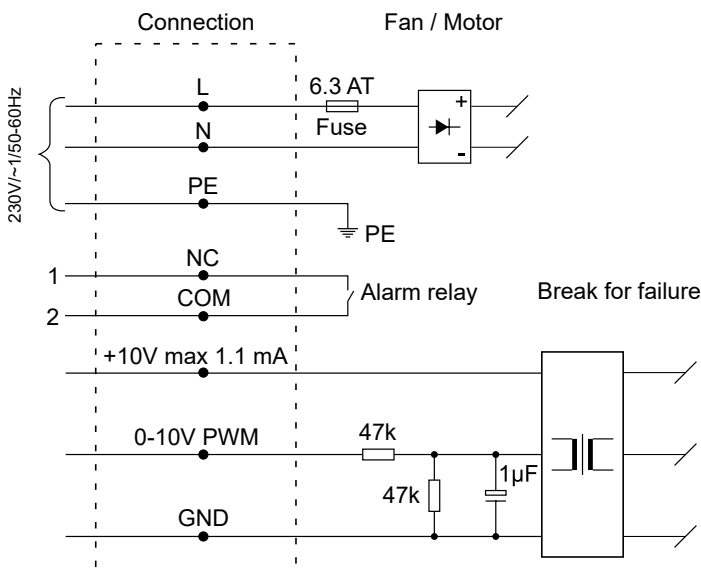 Connection
Fan / Motor
230V/~1/50-60Hz
L
6.3 AT
Fuse
+
-
N
PE
PE
NC
1
COM
2
Alarm relay
Break for failure
+10V max 1.1 mA
0-10V PWM
47k
47k
1µF
GND